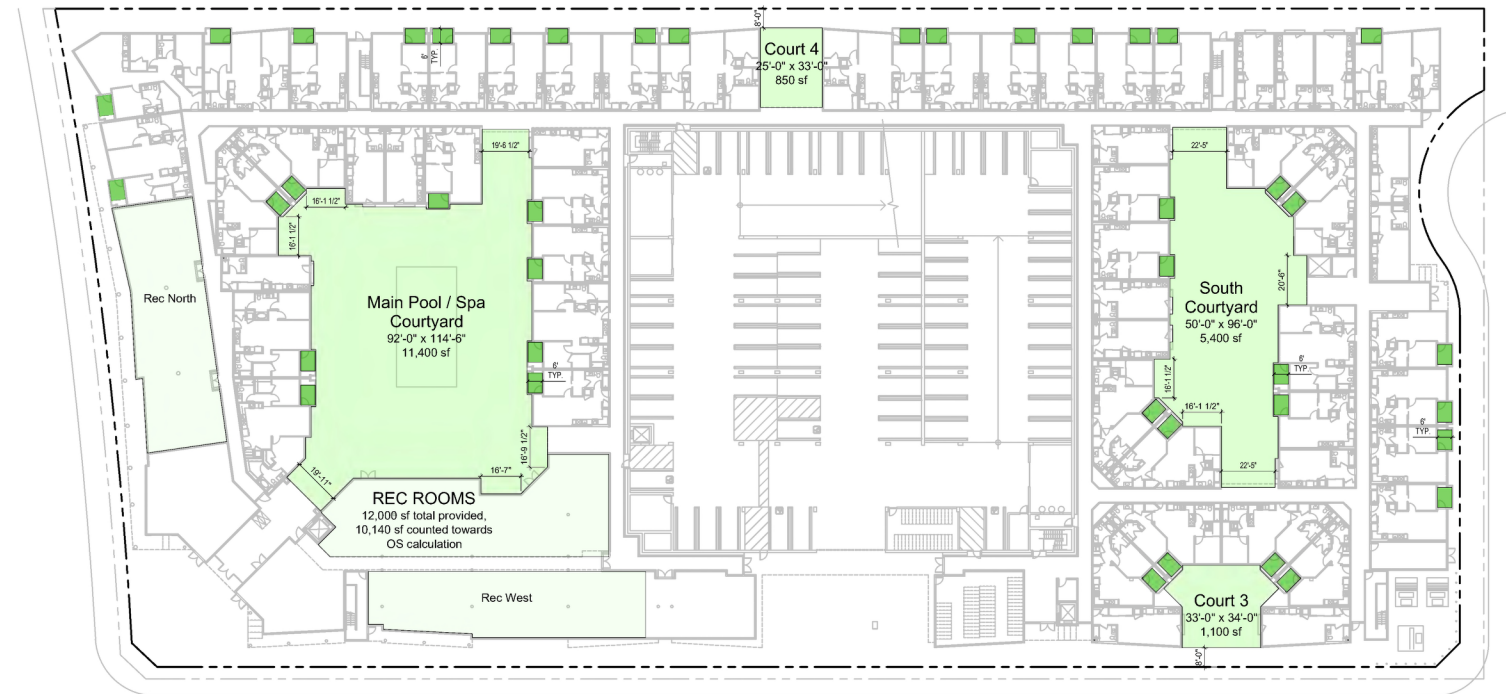 8'-0"
Court 4
25'-0" x 33'-0"
850 sf
6'
TYP.
19'-6 1/2"
22'-5"
16'-1 1/2"
16'-1 1/2"
Rec North
Main Pool / Spa
Courtyard
92'-0" x 114'-6"
11,400 sf
6'
TYP.
20'-6"
South
Courtyard
50'-0" x 96'-0"
5,400 sf
6'
TYP.
16'-1 1/2"
16'-1 1/2"
6'
TYP.
16'-9 1/2"
16'-7"
19'-11"
22'-5"
REC ROOMS
12,000 sf total provided,
10,140 sf counted towards
OS calculation
Rec West
Court 3
33'-0" x 34'-0"
1,100 sf
8'-0"